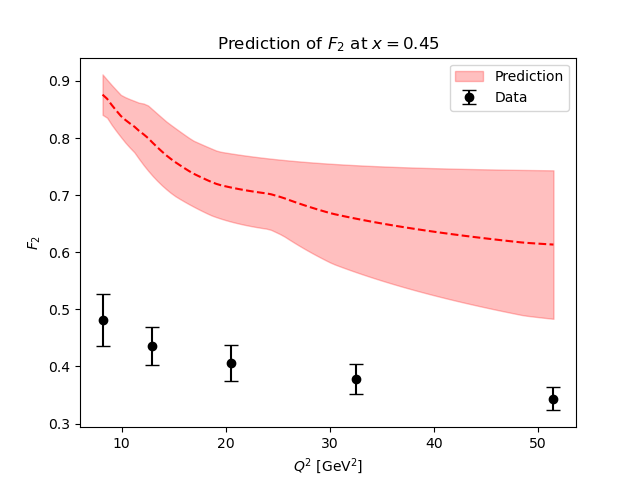 Prediction of $F_2$ at $x = 0.45$
Prediction
Data
0.9
0.8
0.7
0.6
0.5
0.4
0.3
$F_2$
10 20 30 40 50
$Q^2$ [GeV$^2$]